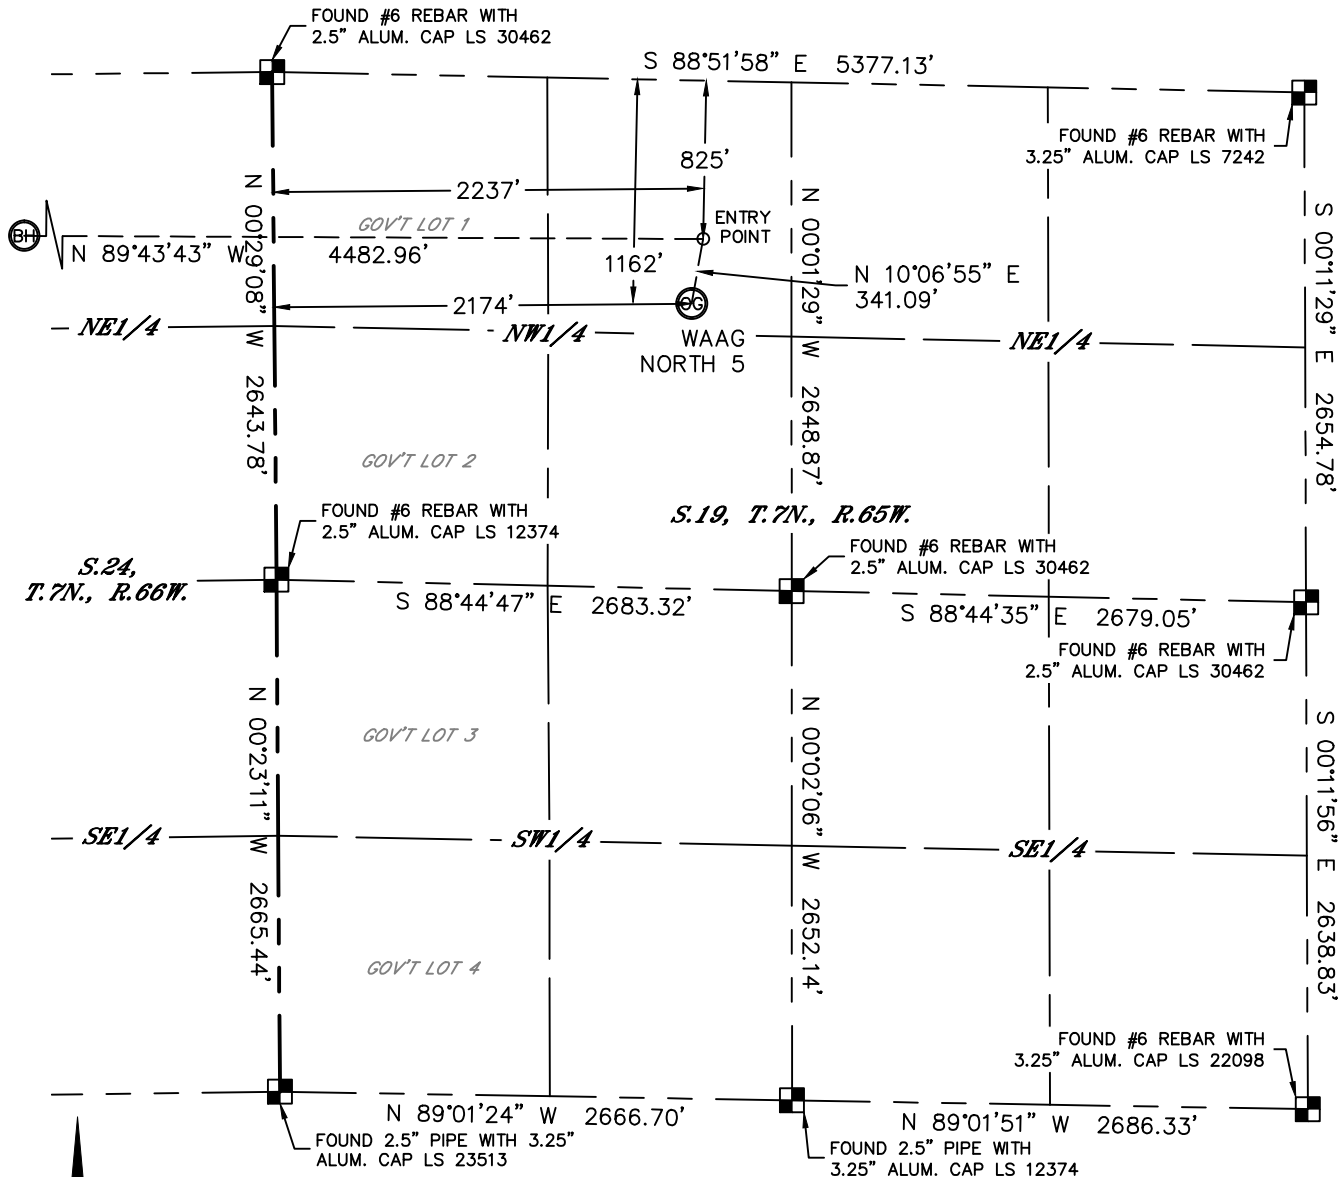 FOUND #6 REBAR WITH
2.5" ALUM. CAP LS 30462
S 88°51'58" E 5377.13'
FOUND #6 REBAR WITH
3.25" ALUM. CAP LS 7242
825'
2237'
GOV'T LOT 1
ENTRY
POINT
BH
N 89°43'43" W 4482.96'
1162'
N 10°06'55" E
341.09'
2174'
OG
WAAG
NORTH 5
NE1/4
NW1/4
NE1/4
N 00°29'08" W 2643.78'
N 00°01'29" W 2648.87'
S 00°11'29" E 2654.78'
GOV'T LOT 2
FOUND #6 REBAR WITH
2.5" ALUM. CAP LS 12374
S.19, T.7N., R.65W.
FOUND #6 REBAR WITH
2.5" ALUM. CAP LS 30462
S.24,
T.7N., R.66W.
S 88°44'47" E 2683.32'
S 88°44'35" E 2679.05'
FOUND #6 REBAR WITH
2.5" ALUM. CAP LS 30462
GOV'T LOT 3
N 00°23'11" W 2665.44'
N 00°02'06" W 2652.14'
S 00°11'56" E 2638.83'
SE1/4
SW1/4
SE1/4
GOV'T LOT 4
FOUND #6 REBAR WITH
3.25" ALUM. CAP LS 22098
N 89°01'24" W 2666.70'
N 89°01'51" W 2686.33'
FOUND 2.5" PIPE WITH 3.25"
ALUM. CAP LS 23513
FOUND 2.5" PIPE WITH
3.25" ALUM. CAP LS 12374